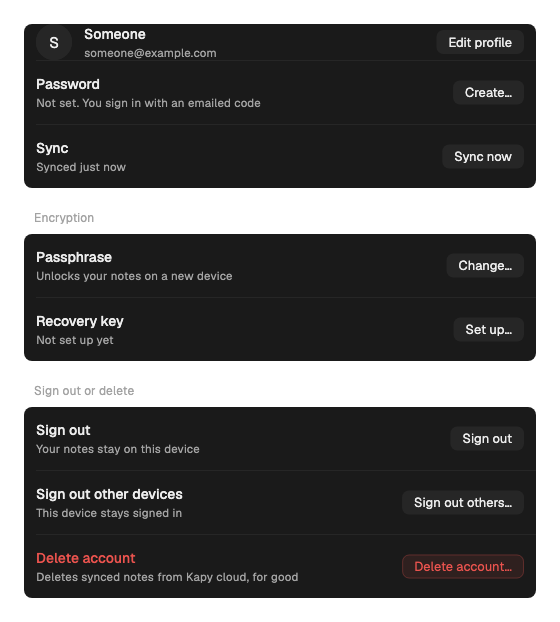 S
Someone
someone@example.com
Edit profile
Password
Not set. You sign in with an emailed code
Create…
Sync
Synced just now
Sync now
Encryption
Passphrase
Unlocks your notes on a new device
Change…
Recovery key
Not set up yet
Set up…
Sign out or delete
Sign out
Your notes stay on this device
Sign out
Sign out other devices
This device stays signed in
Sign out others…
Delete account
Deletes synced notes from Kapy cloud, for good
Delete account…